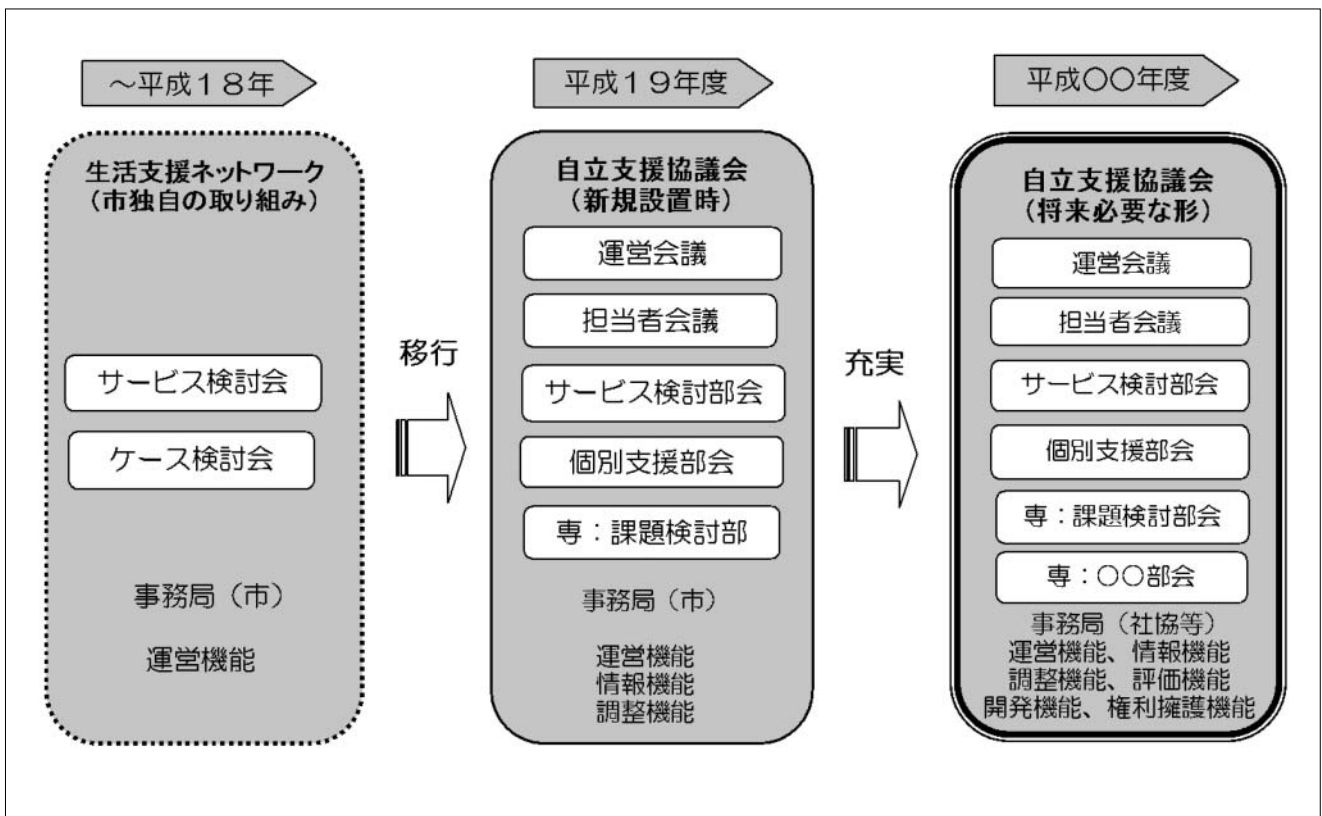 ～平成１８年
生活支援ネットワーク
（市独自の取り組み）
サービス検討会
ケース検討会
事務局（市）
運営機能
移行
平成１９年度
自立支援協議会
（新規設置時）
運営会議
担当者会議
サービス検討部会
個別支援部会
専：課題検討部
事務局（市）
運営機能
情報機能
調整機能
充実
平成〇〇年度
自立支援協議会
（将来必要な形）
運営会議
担当者会議
サービス検討部会
個別支援部会
専：課題検討部会
専：〇〇部会
事務局（社協等）
運営機能、情報機能
調整機能、評価機能
開発機能、権利擁護機能